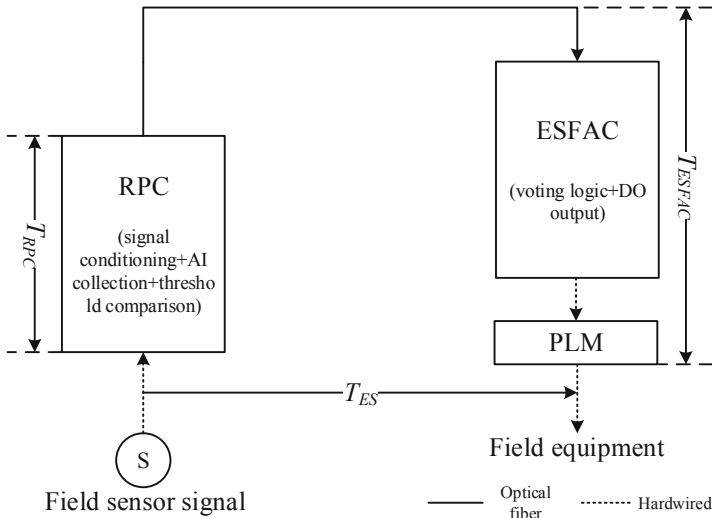 RPC
(signal
conditioning+AI
collection+thresho
ld comparison)
T_RPC
ESFAC
(voting logic+DO
output)
T_ESFAC
PLM
T_ES
S
Field sensor signal
Field equipment
Optical
fiber
Hardwired